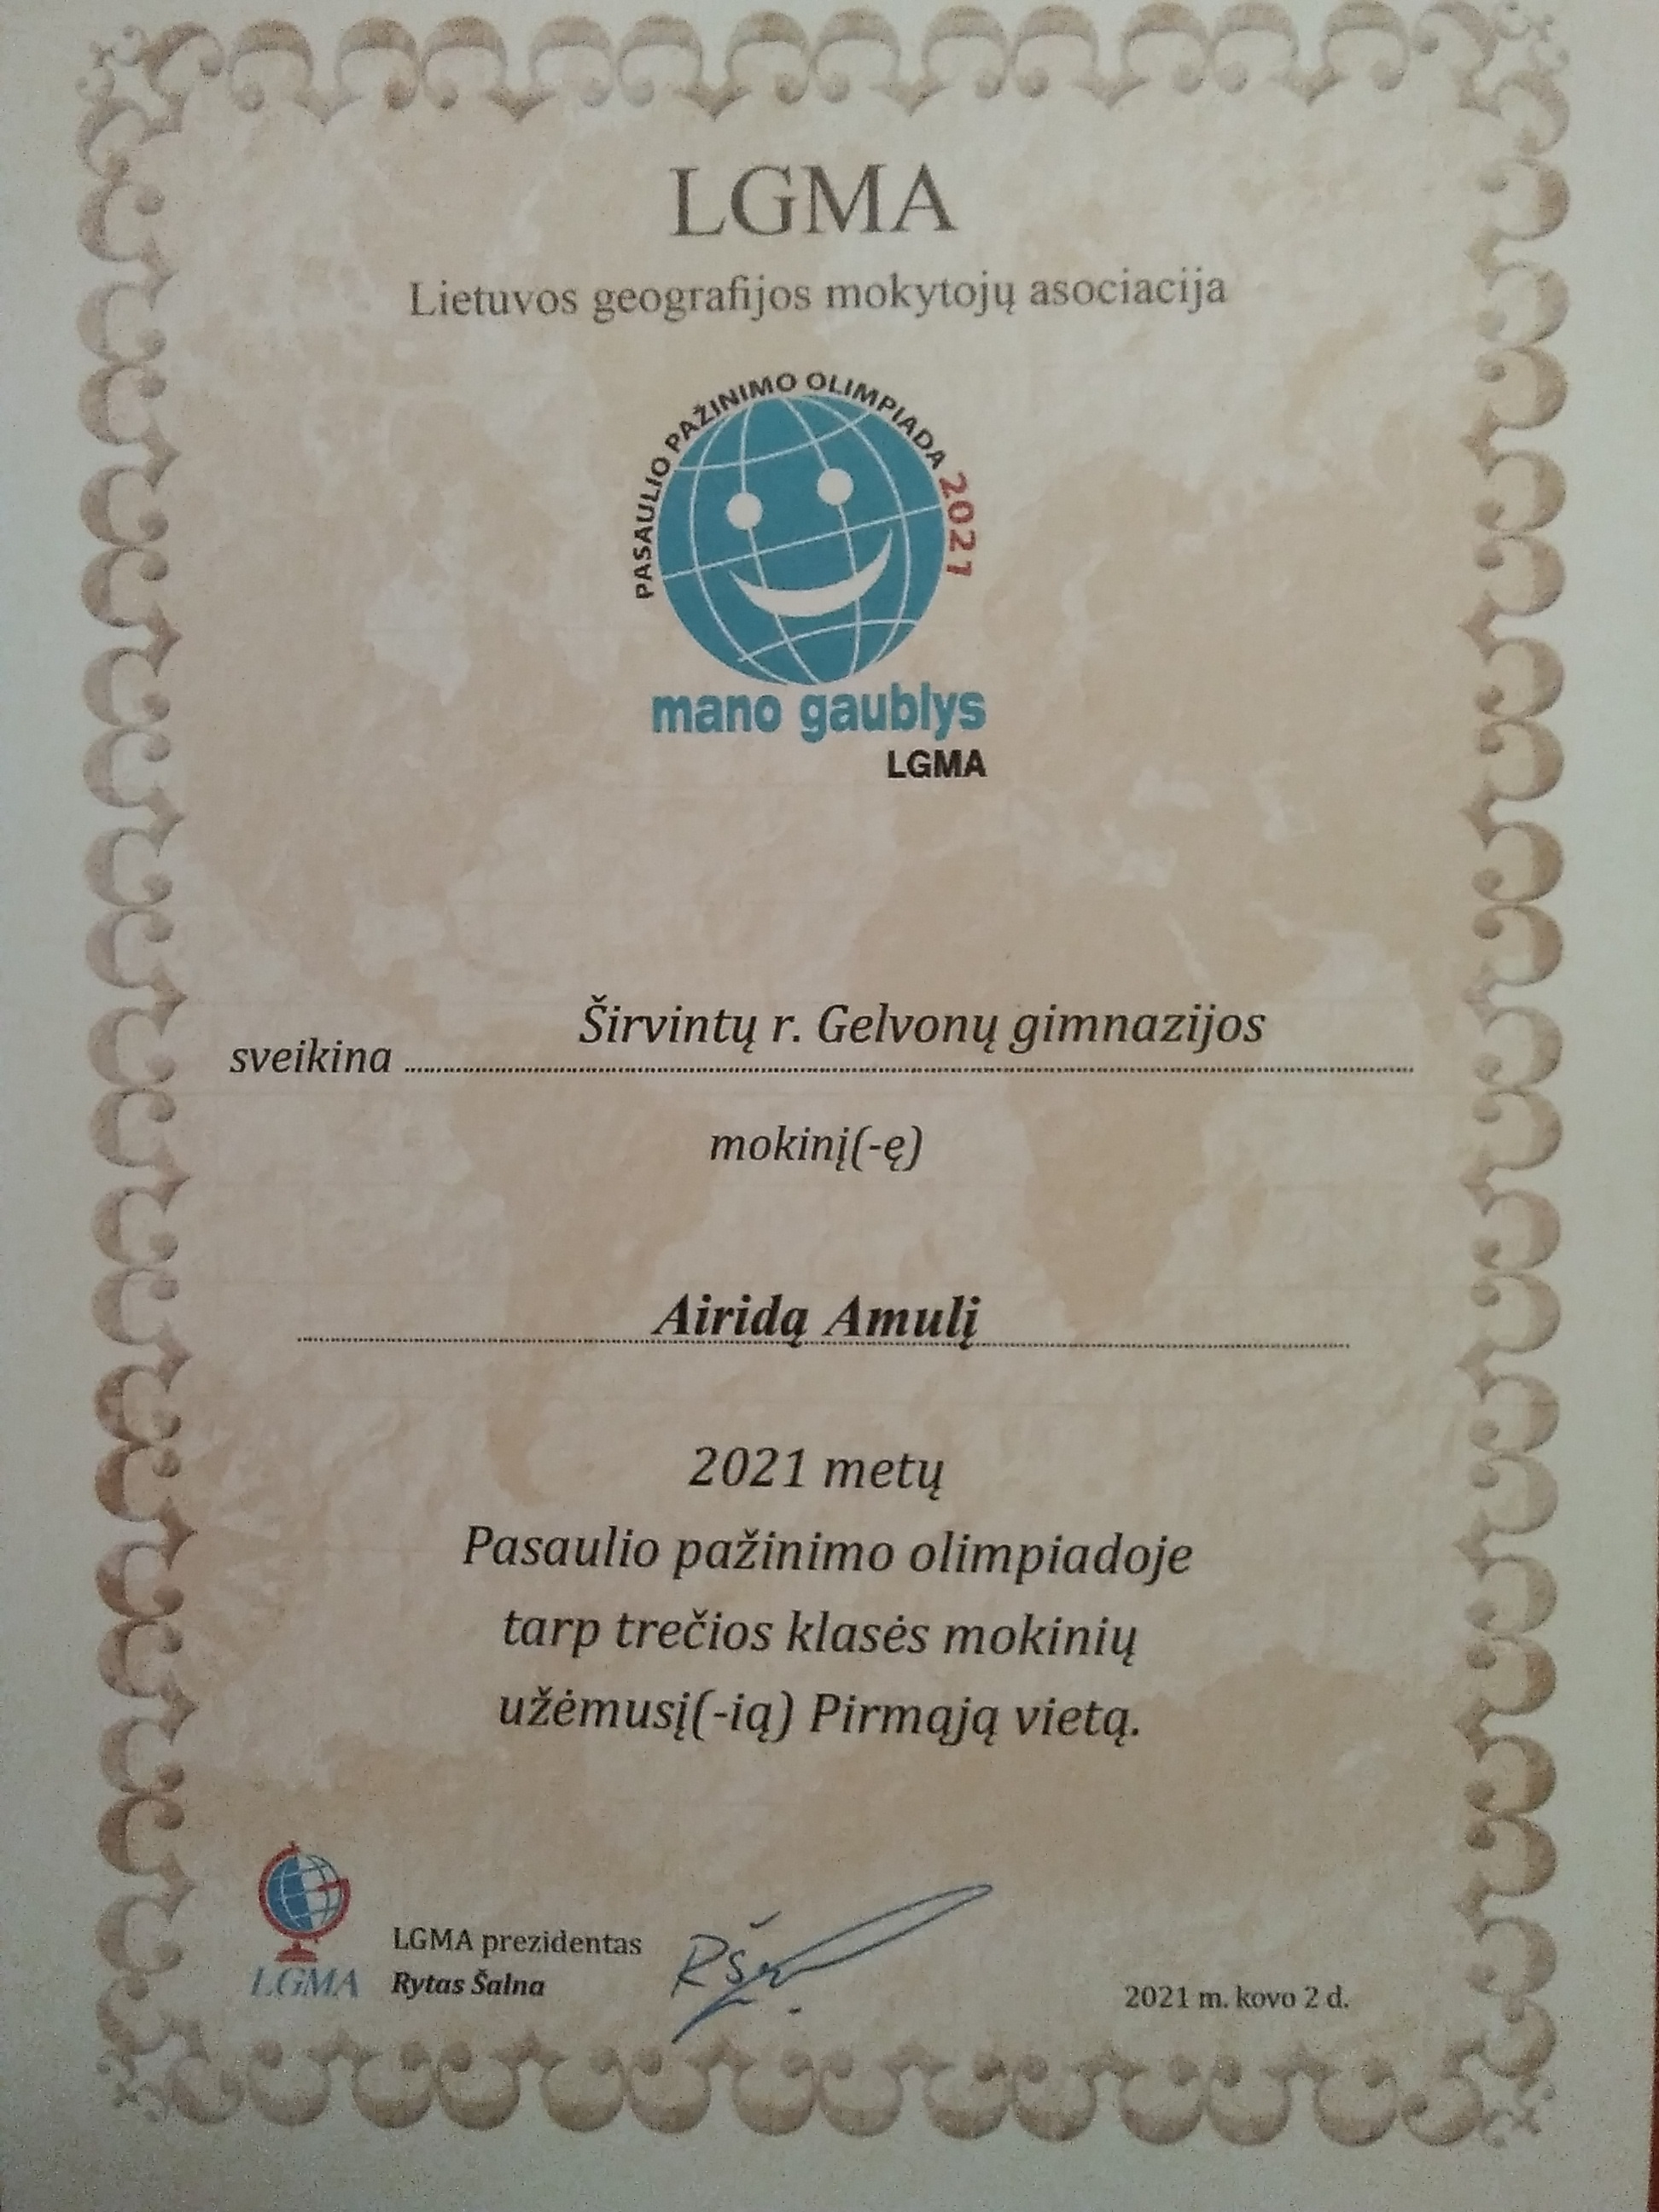 LGMA
Lietuvos geografijos mokytojų asociacija
PASAULIO PAŽINIMO OLIMPIADA 2021
mano gaublys
LGMA
Širvintų r. Gelvonų gimnazijos
sveikina
mokinį(-ę)
Airidą Amulį
2021 metų
Pasaulio pažinimo olimpiadoje
tarp trečios klasės mokinių
užėmusį(-ią) Pirmąją vietą.
LGMA
LGMA prezidentas
Rytas Šalna
2021 m. kovo 2 d.